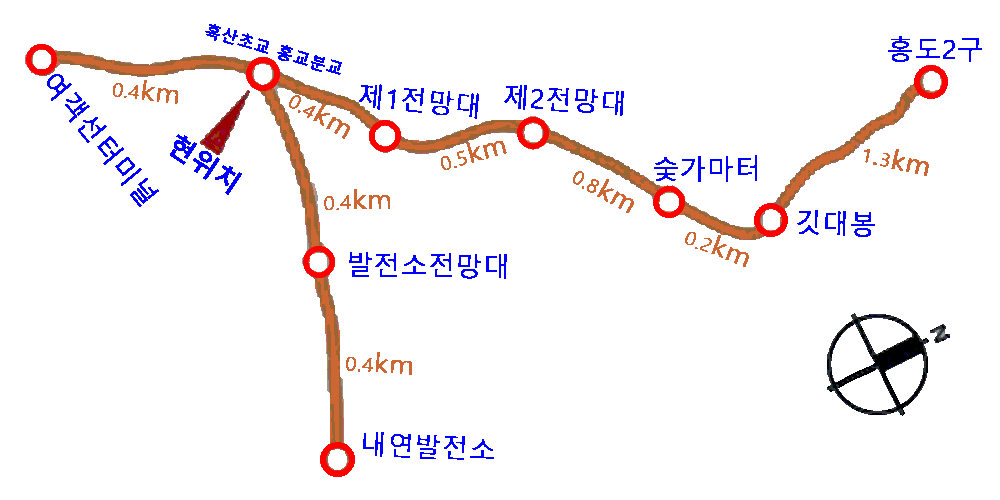 흑산초교 홍교분교
홍도2구
여객선터미널
0.4km
현위치
0.4km
제1전망대
제2전망대
0.5km
0.8km
숯가마터
0.2km
깃대봉
1.3km
0.4km
발전소전망대
0.4km
내연발전소
N